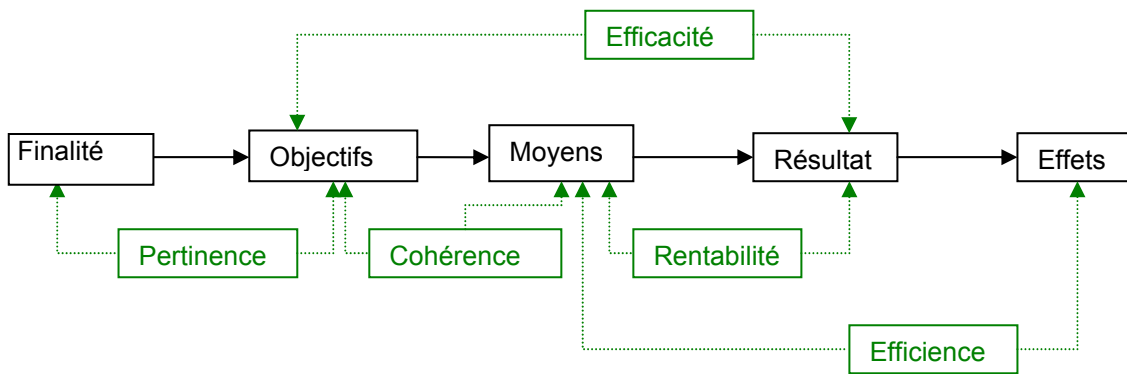 Efficacité
Finalité
Objectifs
Moyens
Résultat
Effets
Pertinence
Cohérence
Rentabilité
Efficience